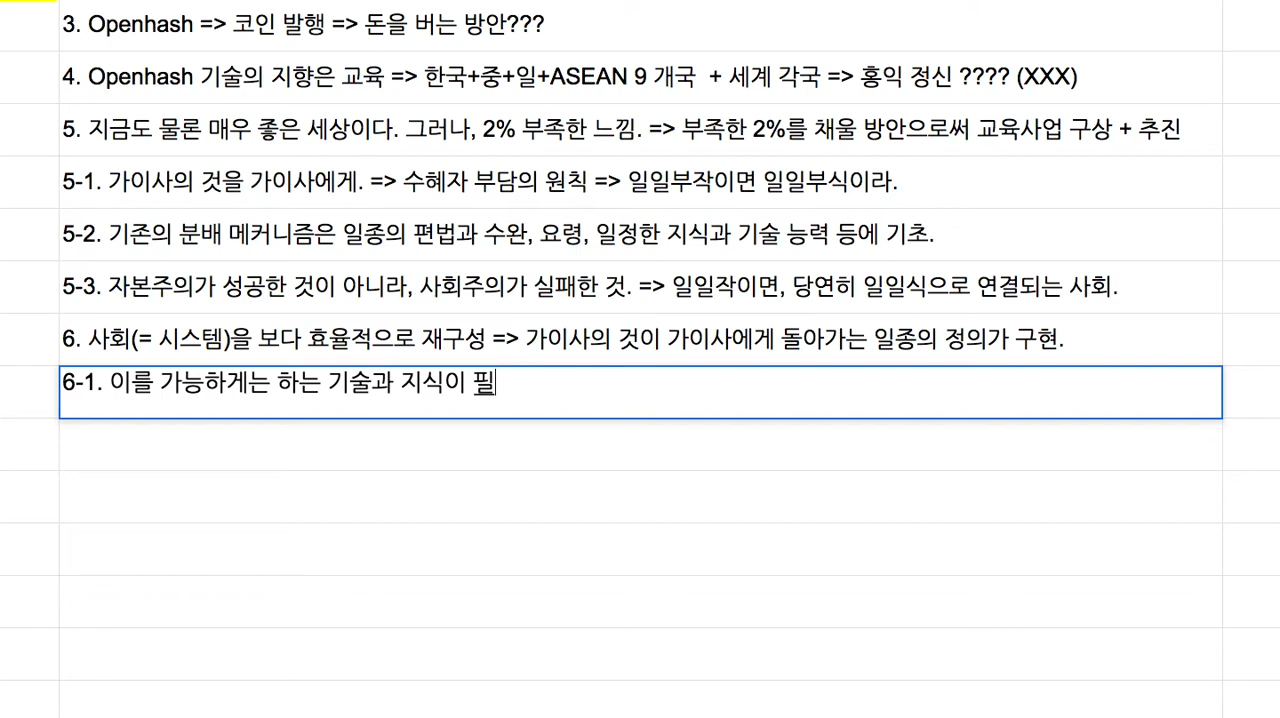 3. Openhash => 코인 발행 => 돈을 버는 방안???
4. Openhash 기술의 지향은 교육 => 한국+중+일+ASEAN 9 개국 + 세계 각국 => 홍익 정신 ???? (XXX)
5. 지금도 물론 매우 좋은 세상이다. 그러나, 2% 부족한 느낌. => 부족한 2%를 채울 방안으로써 교육사업 구상 + 추진
5-1. 가이사의 것을 가이사에게. => 수혜자 부담의 원칙 => 일일부작이면 일일부식이라.
5-2. 기존의 분배 메커니즘은 일종의 편법과 수완, 요령, 일정한 지식과 기술 능력 등에 기초.
5-3. 자본주의가 성공한 것이 아니라, 사회주의가 실패한 것. => 일일작이면, 당연히 일일식으로 연결되는 사회.
6. 사회(= 시스템)을 보다 효율적으로 재구성 => 가이사의 것이 가이사에게 돌아가는 일종의 정의가 구현.
6-1. 이를 가능하게는 하는 기술과 지식이 필